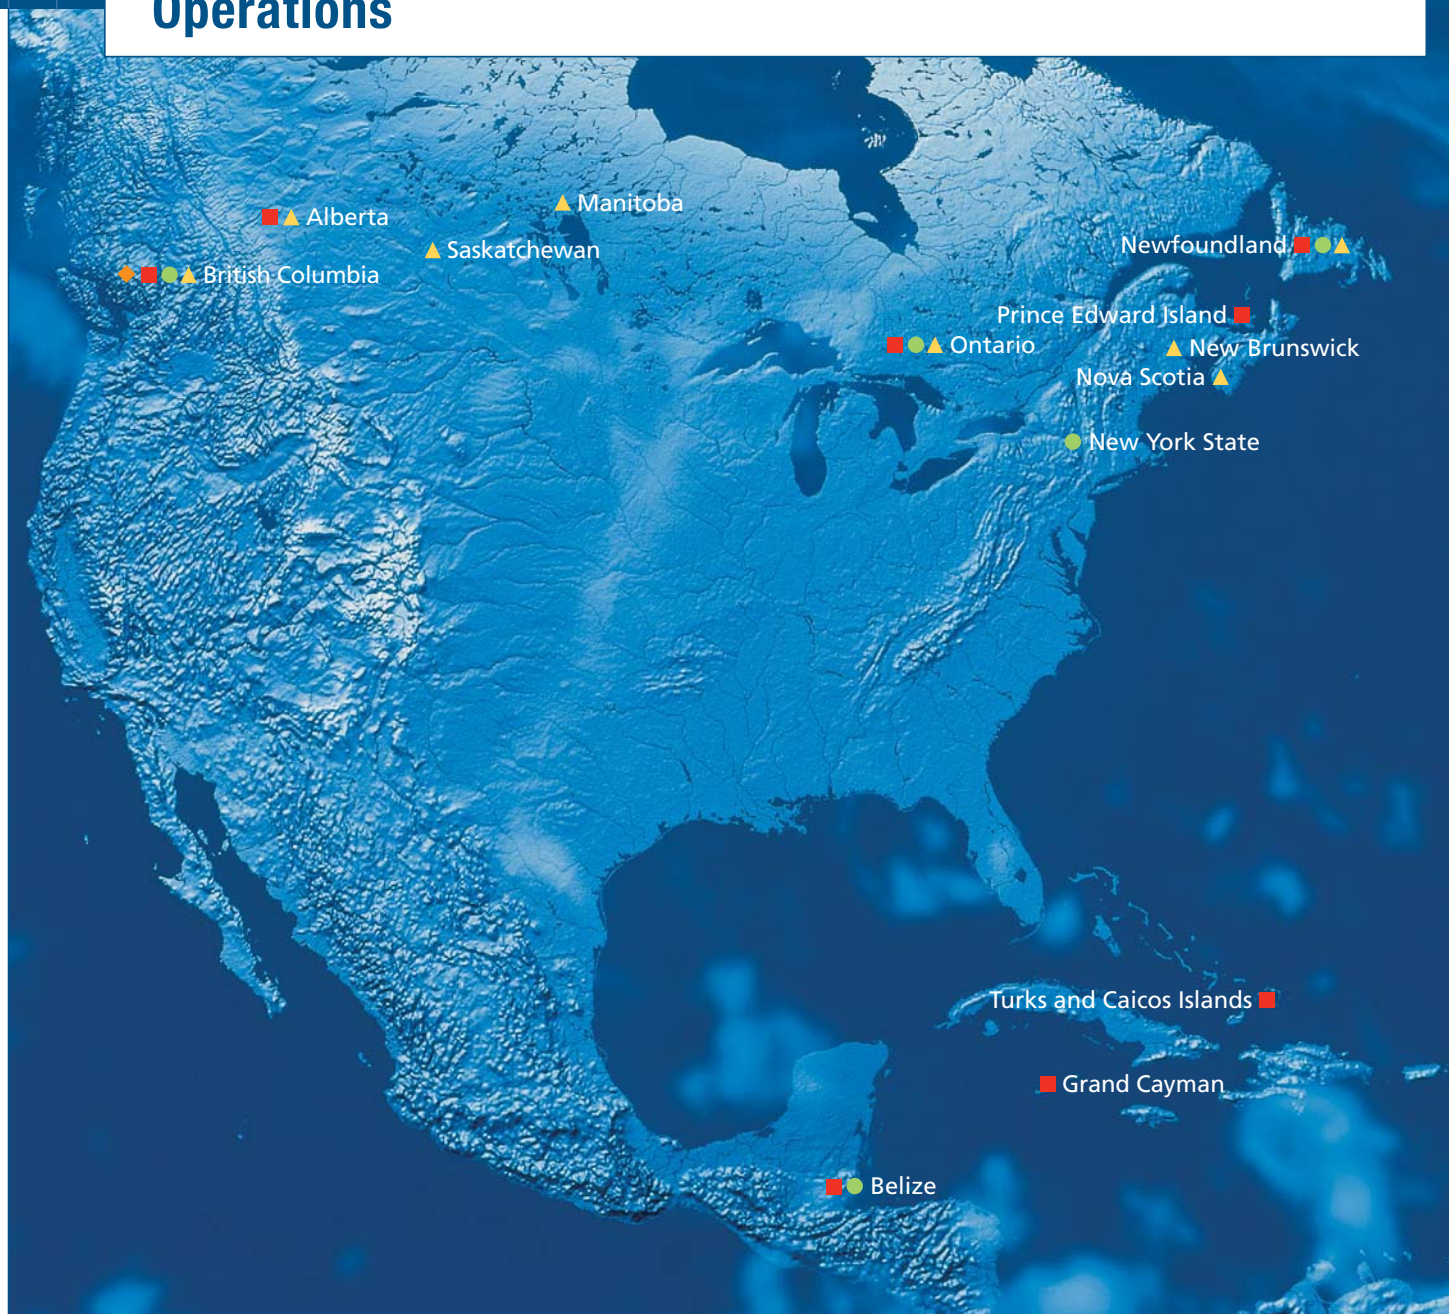 Operations
Manitoba
Alberta
Saskatchewan
Newfoundland
British Columbia
Prince Edward Island
Ontario
New Brunswick
Nova Scotia
New York State
Turks and Caicos Islands
Grand Cayman
Belize